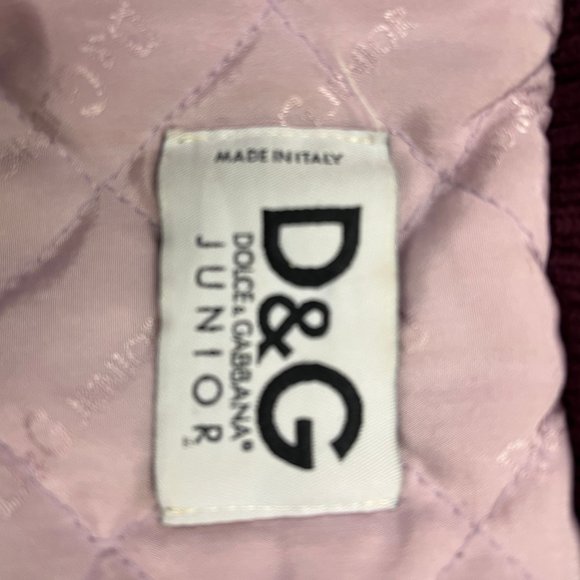 MADE IN ITALY
D&G
DOLCE & GABBANA®
JUNIOR